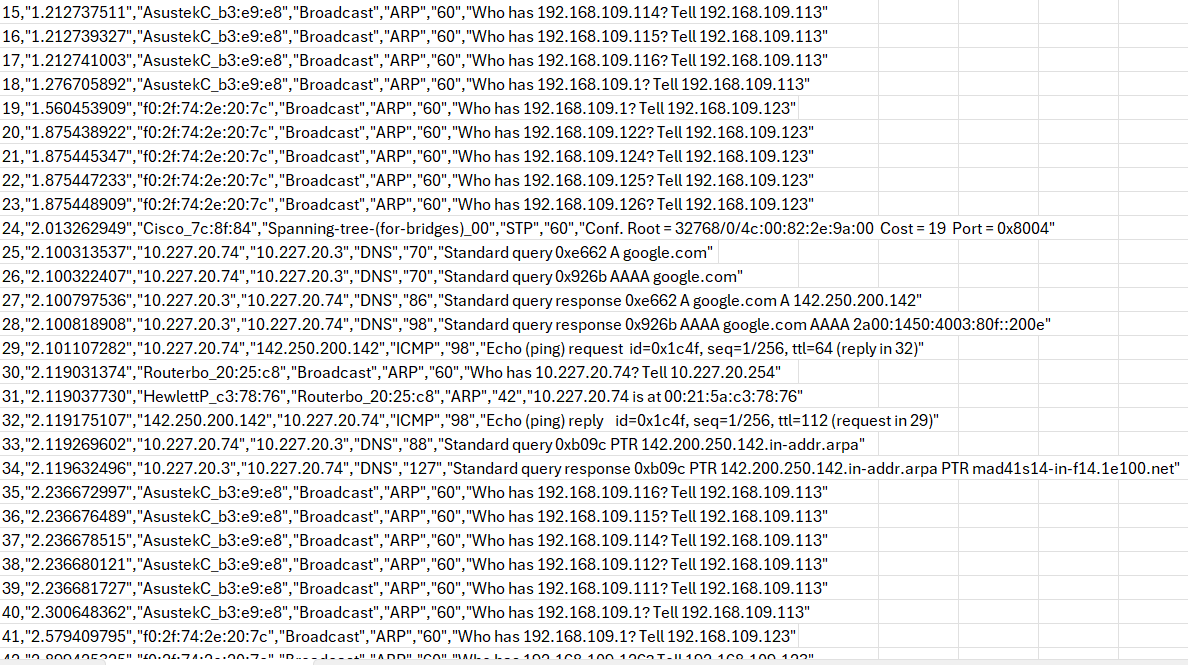 15,"1.212737511","AsustekC_b3:e9:e8","Broadcast","ARP","60","Who has 192.168.109.114? Tell 192.168.109.113"
16,"1.212739327","AsustekC_b3:e9:e8","Broadcast","ARP","60","Who has 192.168.109.115? Tell 192.168.109.113"
17,"1.212741003","AsustekC_b3:e9:e8","Broadcast","ARP","60","Who has 192.168.109.116? Tell 192.168.109.113"
18,"1.276705892","AsustekC_b3:e9:e8","Broadcast","ARP","60","Who has 192.168.109.1? Tell 192.168.109.113"
19,"1.560453909","f0:2f:74:2e:20:7c","Broadcast","ARP","60","Who has 192.168.109.1? Tell 192.168.109.123"
20,"1.875438922","f0:2f:74:2e:20:7c","Broadcast","ARP","60","Who has 192.168.109.122? Tell 192.168.109.123"
21,"1.875445347","f0:2f:74:2e:20:7c","Broadcast","ARP","60","Who has 192.168.109.124? Tell 192.168.109.123"
22,"1.875447233","f0:2f:74:2e:20:7c","Broadcast","ARP","60","Who has 192.168.109.125? Tell 192.168.109.123"
23,"1.875448909","f0:2f:74:2e:20:7c","Broadcast","ARP","60","Who has 192.168.109.126? Tell 192.168.109.123"
24,"2.013262949","Cisco_7c:8f:84","Spanning-tree-(for-bridges)_00","STP","60","Conf. Root = 32768/0/4c:00:82:2e:9a:00  Cost = 19  Port = 0x8004"
25,"2.100313537","10.227.20.74","10.227.20.3","DNS","70","Standard query 0xe662 A google.com"
26,"2.100322407","10.227.20.74","10.227.20.3","DNS","70","Standard query 0x926b AAAA google.com"
27,"2.100797536","10.227.20.3","10.227.20.74","DNS","86","Standard query response 0xe662 A google.com A 142.250.200.142"
28,"2.100818908","10.227.20.3","10.227.20.74","DNS","98","Standard query response 0x926b AAAA google.com AAAA 2a00:1450:4003:80f::200e"
29,"2.101107282","10.227.20.74","142.250.200.142","ICMP","98","Echo (ping) request  id=0x1c4f, seq=1/256, ttl=64 (reply in 32)"
30,"2.119031374","Routerbo_20:25:c8","Broadcast","ARP","60","Who has 10.227.20.74? Tell 10.227.20.254"
31,"2.119037730","HewlettP_c3:78:76","Routerbo_20:25:c8","ARP","42","10.227.20.74 is at 00:21:5a:c3:78:76"
32,"2.119175107","142.250.200.142","10.227.20.74","ICMP","98","Echo (ping) reply    id=0x1c4f, seq=1/256, ttl=112 (request in 29)"
33,"2.119269602","10.227.20.74","10.227.20.3","DNS","88","Standard query 0xb09c PTR 142.200.250.142.in-addr.arpa"
34,"2.119632496","10.227.20.3","10.227.20.74","DNS","127","Standard query response 0xb09c PTR 142.200.250.142.in-addr.arpa PTR mad41s14-in-f14.1e100.net"
35,"2.236672997","AsustekC_b3:e9:e8","Broadcast","ARP","60","Who has 192.168.109.116? Tell 192.168.109.113"
36,"2.236676489","AsustekC_b3:e9:e8","Broadcast","ARP","60","Who has 192.168.109.115? Tell 192.168.109.113"
37,"2.236678515","AsustekC_b3:e9:e8","Broadcast","ARP","60","Who has 192.168.109.114? Tell 192.168.109.113"
38,"2.236680121","AsustekC_b3:e9:e8","Broadcast","ARP","60","Who has 192.168.109.112? Tell 192.168.109.113"
39,"2.236681727","AsustekC_b3:e9:e8","Broadcast","ARP","60","Who has 192.168.109.111? Tell 192.168.109.113"
40,"2.300648362","AsustekC_b3:e9:e8","Broadcast","ARP","60","Who has 192.168.109.1? Tell 192.168.109.113"
41,"2.579409795","f0:2f:74:2e:20:7c","Broadcast","ARP","60","Who has 192.168.109.1? Tell 192.168.109.123"